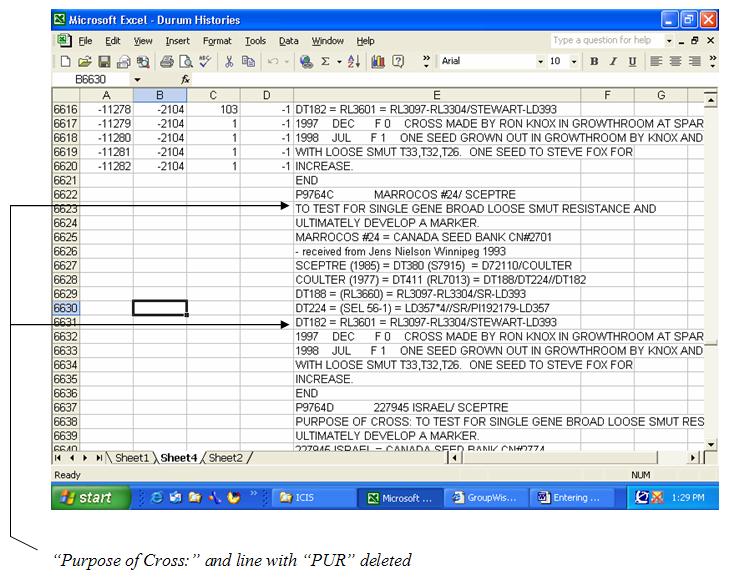 Microsoft Excel - Durum Histories
File Edit View Insert Format Tools Data Window Help Type a question for help
Arial 10 B I U
B6630 fx
A B C D E F G
6616 -11278 -2104 103 -1 DT182 = RL3601 = RL3097-RL3304/STEWART-LD393
6617 -11279 -2104 1 -1 1997 DEC F 0 CROSS MADE BY RON KNOX IN GROWTHROOM AT SPAR
6618 -11280 -2104 1 -1 1998 JUL F 1 ONE SEED GROWN OUT IN GROWTHROOM BY KNOX AND
6619 -11281 -2104 1 -1 WITH LOOSE SMUT T33,T32,T26. ONE SEED TO STEVE FOX FOR
6620 -11282 -2104 1 -1 INCREASE.
6621 END
6622 P9764C MARROCOS #24/ SCEPTRE
6623 TO TEST FOR SINGLE GENE BROAD LOOSE SMUT RESISTANCE AND
6624 ULTIMATELY DEVELOP A MARKER.
6625 MARROCOS #24 = CANADA SEED BANK CN#2701
6626 - received from Jens Nielson Winnipeg 1993
6627 SCEPTRE (1985) = DT380 (S7915) = D72110/COULTER
6628 COULTER (1977) = DT411 (RL7013) = DT188/DT224//DT182
6629 DT188 = (RL3660) = RL3097-RL3304/SR-LD393
6630 DT224 = (SEL 56-1) = LD357*4//SR/PI192179-LD357
6631 DT182 = RL3601 = RL3097-RL3304/STEWART-LD393
6632 1997 DEC F 0 CROSS MADE BY RON KNOX IN GROWTHROOM AT SPAR
6633 1998 JUL F 1 ONE SEED GROWN OUT IN GROWTHROOM BY KNOX AND
6634 WITH LOOSE SMUT T33,T32,T26. ONE SEED TO STEVE FOX FOR
6635 INCREASE.
6636 END
6637 P9764D 227945 ISRAEL/ SCEPTRE
6638 PURPOSE OF CROSS: TO TEST FOR SINGLE GENE BROAD LOOSE SMUT RES
6639 ULTIMATELY DEVELOP A MARKER.
6640 227945 ISRAEL = CANADA SEED BANK CN#2774
Sheet1 Sheet4 Sheet2
Ready NUM
start ICIS Microsoft ... GroupWis... Entering ... 1:29 PM
“Purpose of Cross:” and line with “PUR” deleted